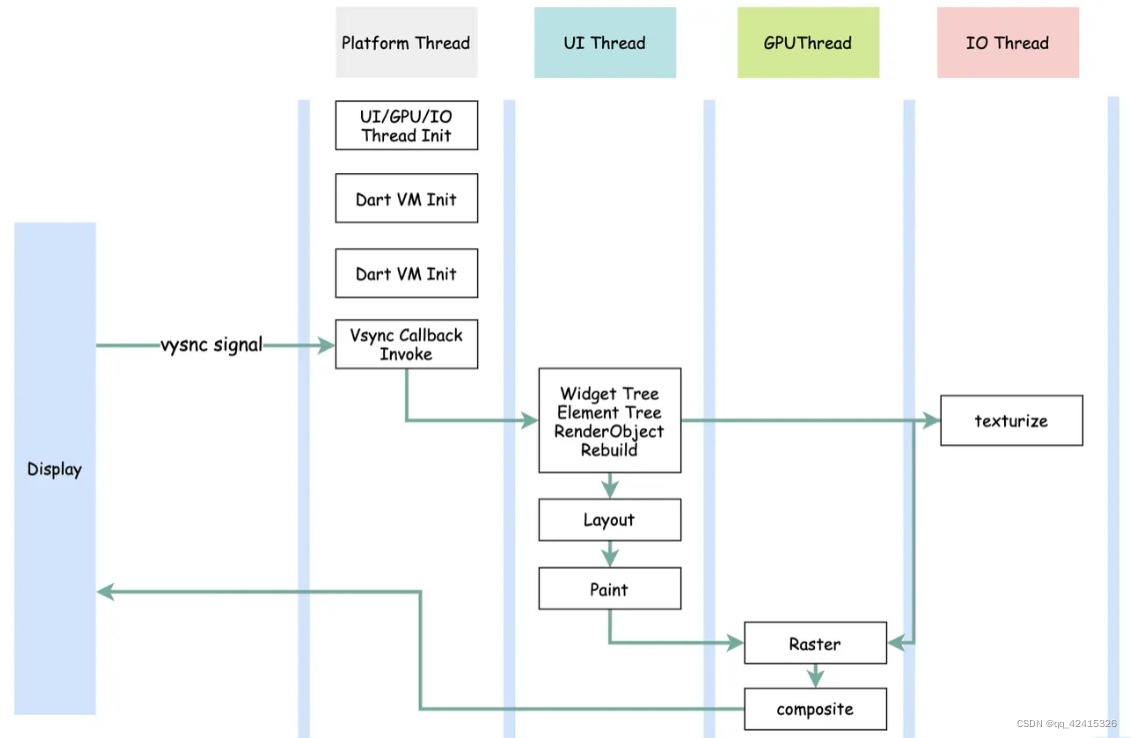 Platform Thread
UI Thread
GPUThread
IO Thread
UI/GPU/IO
Thread Init
Dart VM Init
Dart VM Init
vysnc signal
Vsync Callback
Invoke
Widget Tree
Element Tree
RenderObject
Rebuild
texturize
Display
Layout
Paint
Raster
composite
CSDN @qq_42415326